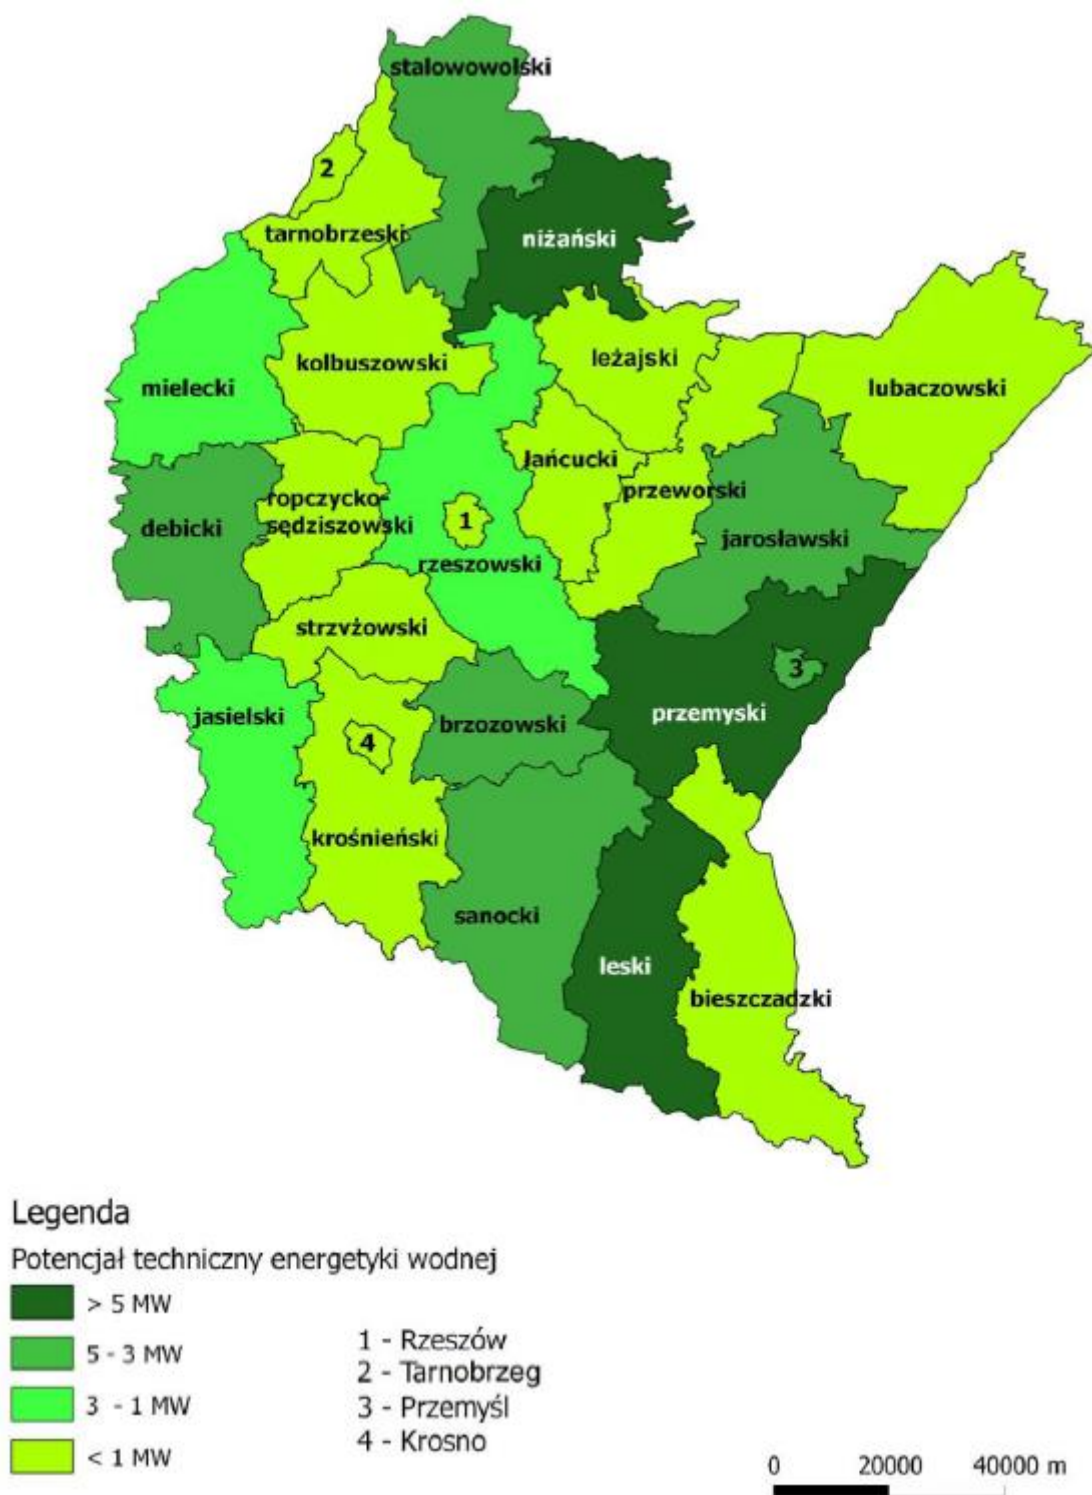 stalowowolski
2
tarnobrzeski
niżański
mielecki
kolbuszowski
leżajski
lubaczowski
debicki
ropczycko-
sędziszowski
1
rzeszowski
łańcucki
przeworski
jarosławski
strzyżowski
3
jasielski
4
brzozowski
przemyski
krośnieński
sanocki
leski
bieszczadzki
Legenda
Potencjał techniczny energetyki wodnej
> 5 MW
5 - 3 MW
3 - 1 MW
< 1 MW
1 - Rzeszów
2 - Tarnobrzeg
3 - Przemyśl
4 - Krosno
0 20000 40000 m